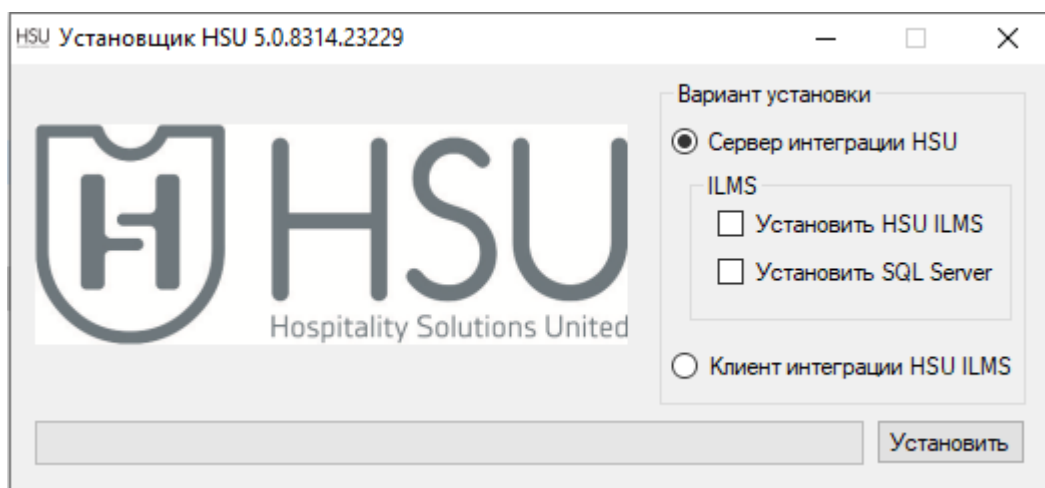 HSU Установщик HSU 5.0.8314.23229
Вариант установки
Сервер интеграции HSU
ILMS
Установить HSU ILMS
Установить SQL Server
Клиент интеграции HSU ILMS
HSU
Hospitality Solutions United
Установить